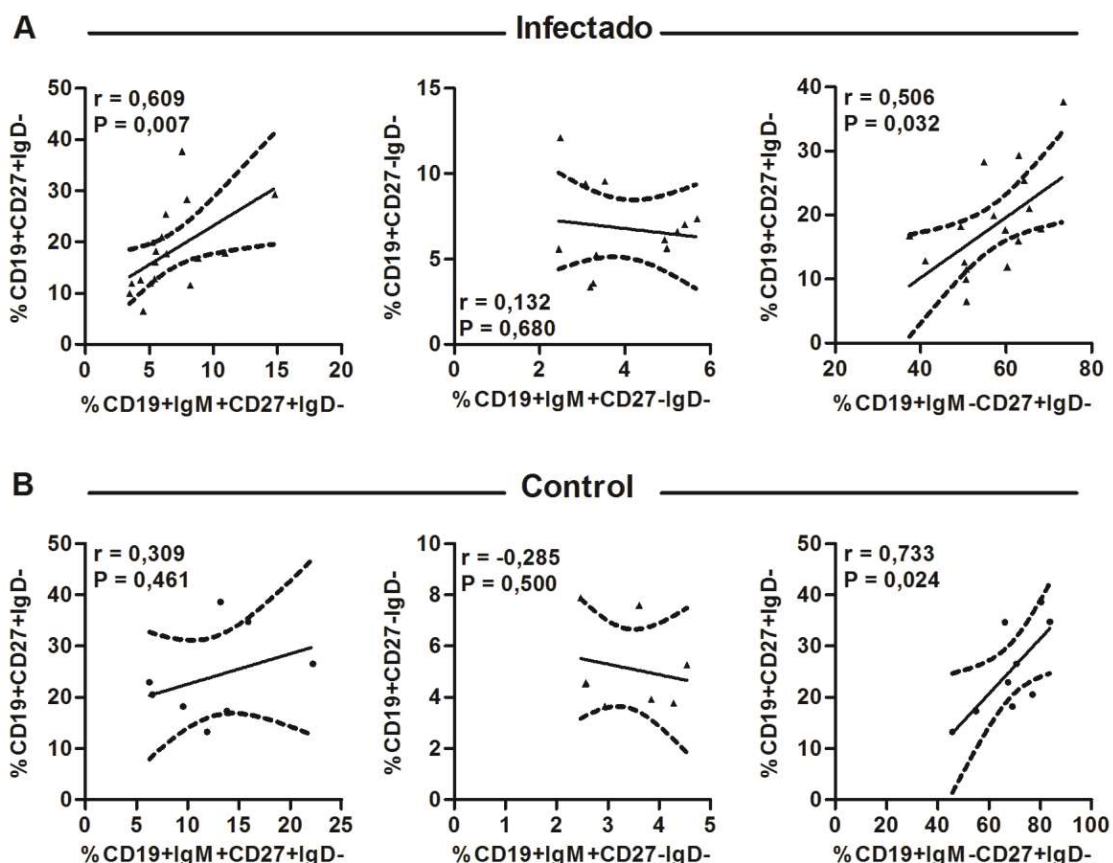 A
Infectado
%CD19+CD27+IgD-
50
40
30
20
10
0
r = 0,609
P = 0,007
0 5 10 15 20
%CD19+IgM+CD27+IgD-
%CD19+CD27-IgD-
15
10
5
0
r = 0,132
P = 0,680
0 2 4 6
%CD19+IgM+CD27-IgD-
%CD19+CD27+IgD-
40
30
20
10
0
r = 0,506
P = 0,032
20 40 60 80
%CD19+IgM-CD27+IgD-
B
Control
%CD19+CD27+IgD-
50
40
30
20
10
0
r = 0,309
P = 0,461
0 5 10 15 20 25
%CD19+IgM+CD27+IgD-
%CD19+CD27-IgD-
10
8
6
4
2
0
r = -0,285
P = 0,500
0 1 2 3 4 5
%CD19+IgM+CD27-IgD-
%CD19+CD27+IgD-
50
40
30
20
10
0
r = 0,733
P = 0,024
0 20 40 60 80 100
%CD19+IgM-CD27+IgD-